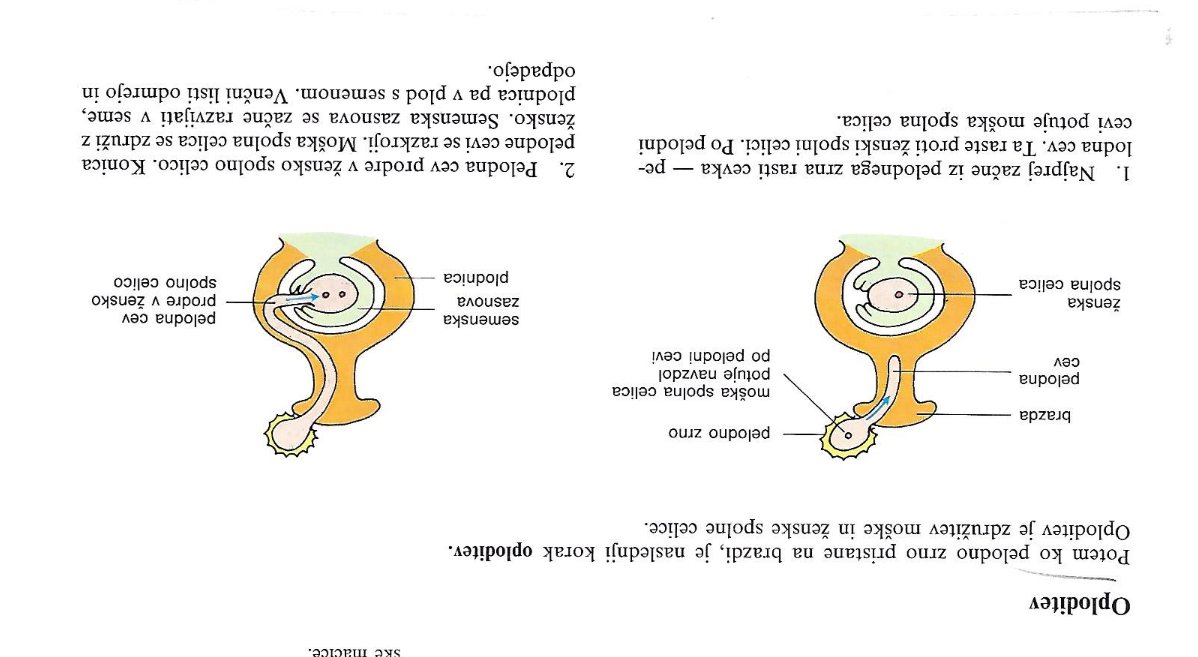 ške macice.
Oploditev
Potem ko pelodno zrno pristane na brazdi, je naslednji korak oploditev.
Oploditev je združitev moške in ženske spolne celice.
pelodno zrno
moška spolna celica
potuje navzdol
po pelodni cevi
brazda
pelodna
cev
ženska
spolna celica
1. Najprej začne iz pelodnega zrna rasti cevka — pe-
lodna cev. Ta raste proti ženski spolni celici. Po pelodni
cevi potuje moška spolna celica.
pelodna cev
prodre v žensko
spolno celico
semenska
zasnova
plodnica
2. Pelodna cev prodre v žensko spolno celico. Konica
pelodne cevi se razkroji. Moška spolna celica se združi z
žensko. Semenska zasnova se začne razvijati v seme,
plodnica pa v plod s semenom. Venčni listi odmrejo in
odpadejo.